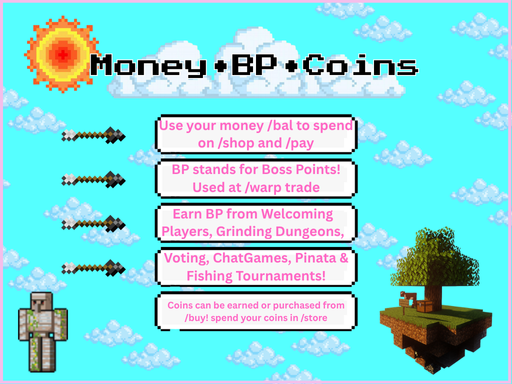 Money•BP•Coins
Use your money /bal to spend
on /shop and /pay
BP stands for Boss Points!
Used at /warp trade
Earn BP from Welcoming
Players, Grinding Dungeons,
Voting, ChatGames, Pinata &
Fishing Tournaments!
Coins can be earned or purchased from
/buy! spend your coins in /store